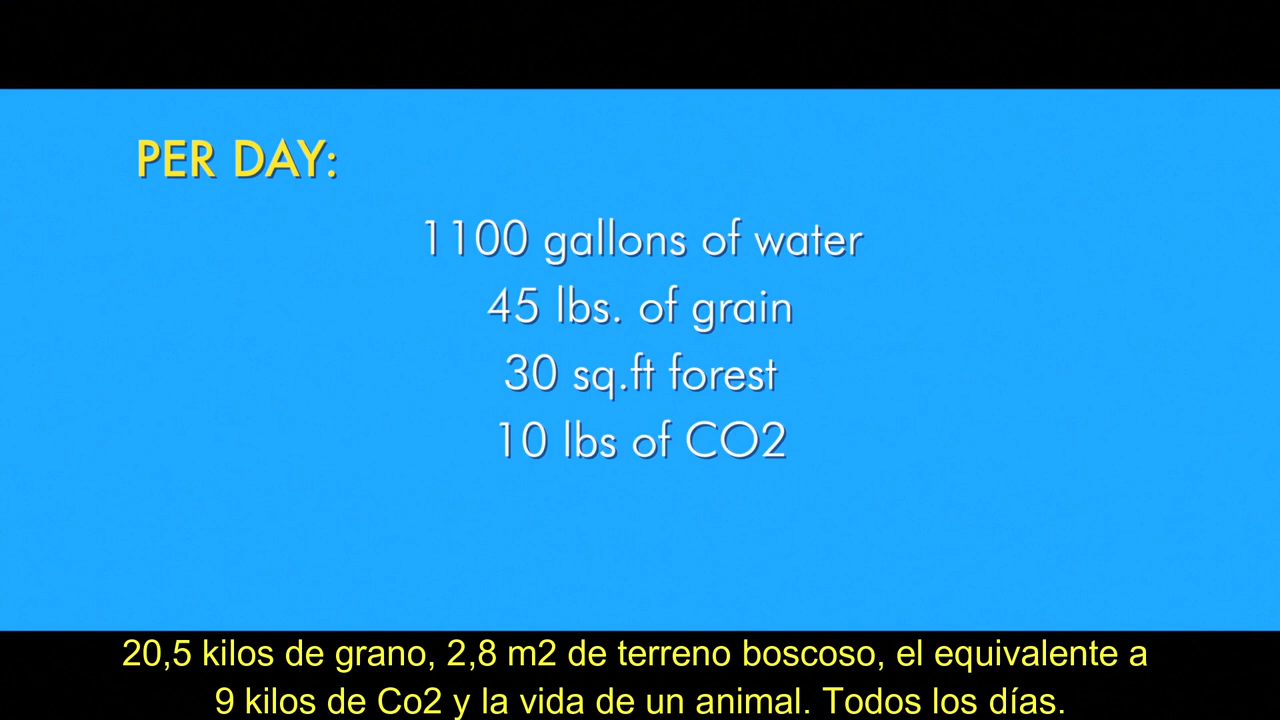 PER DAY:
1100 gallons of water
45 lbs. of grain
30 sq.ft forest
10 lbs of CO2
20,5 kilos de grano, 2,8 m2 de terreno boscoso, el equivalente a
9 kilos de Co2 y la vida de un animal. Todos los días.